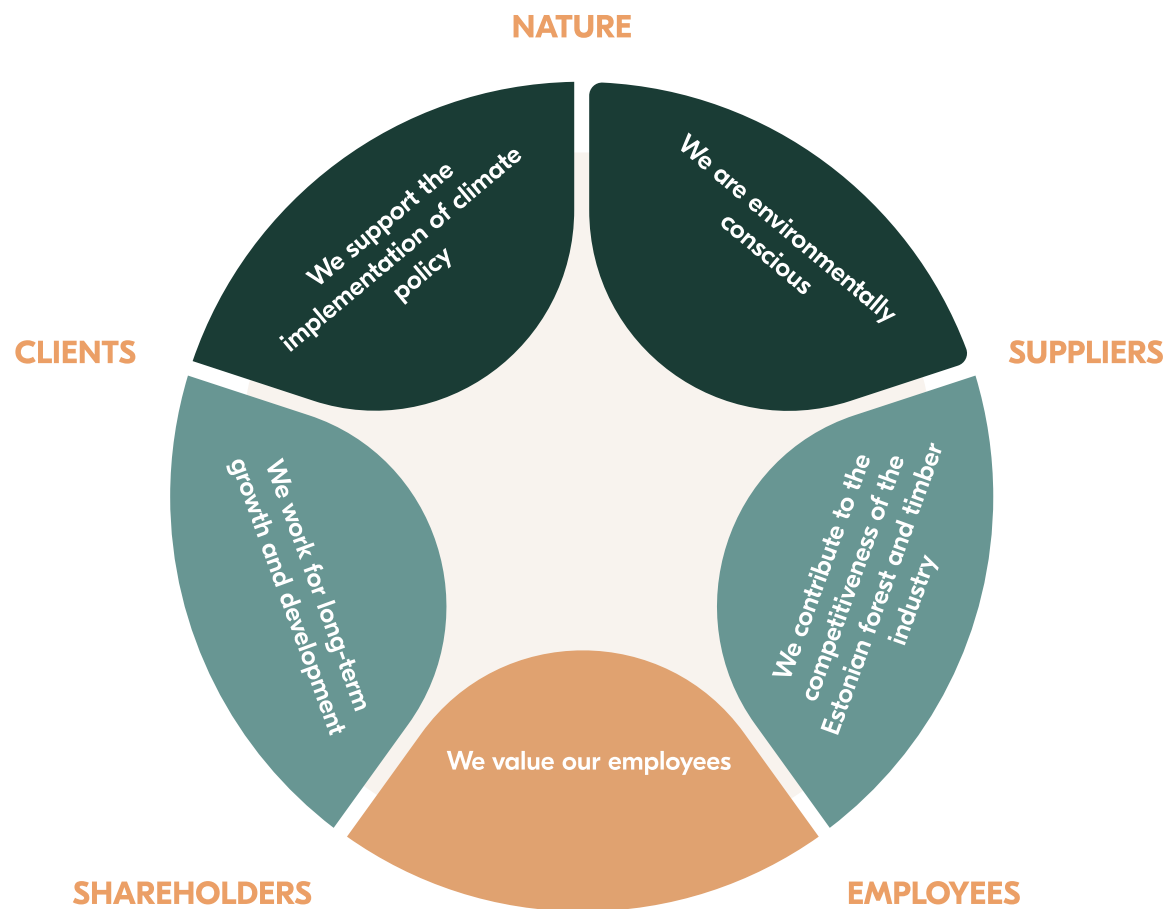 NATURE
We support the
implementation of climate
policy
We are environmentally
conscious
CLIENTS
SUPPLIERS
We work for long-term
growth and development
We contribute to the
competitiveness of the
Estonian forest and timber
industry
We value our employees
SHAREHOLDERS
EMPLOYEES